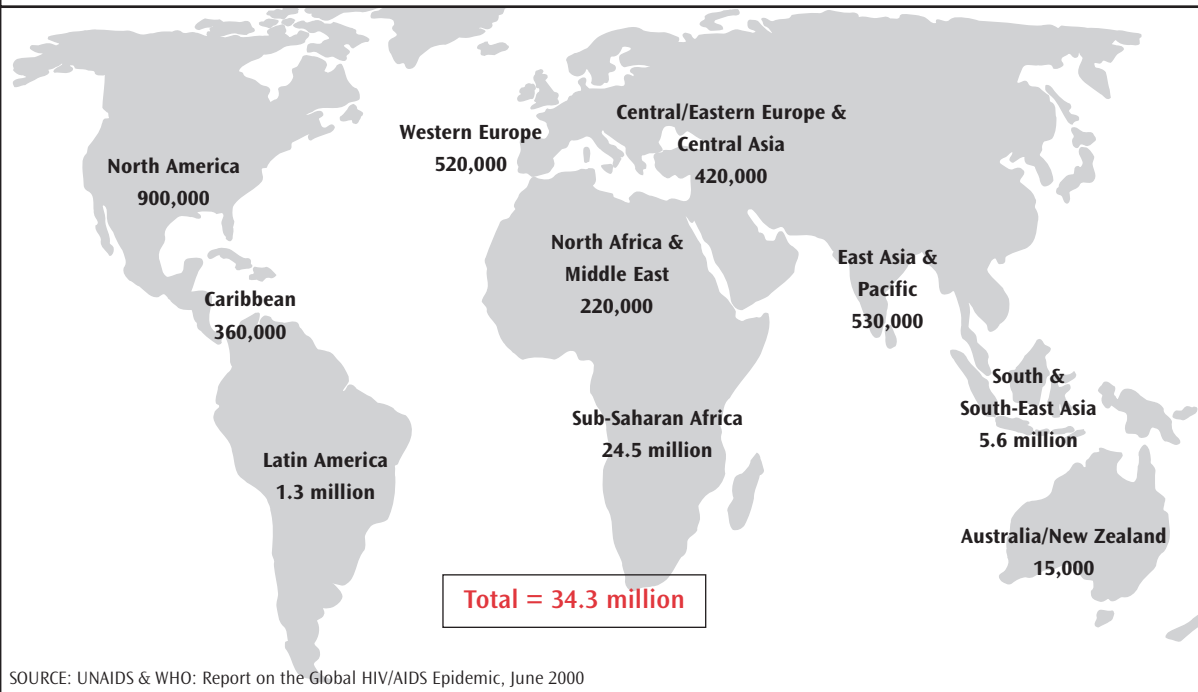 Central/Eastern Europe &
Central Asia
420,000
Western Europe
520,000
North America
900,000
North Africa &
Middle East
220,000
East Asia &
Pacific
530,000
Caribbean
360,000
South &
South-East Asia
5.6 million
Sub-Saharan Africa
24.5 million
Latin America
1.3 million
Australia/New Zealand
15,000
Total = 34.3 million
SOURCE: UNAIDS & WHO: Report on the Global HIV/AIDS Epidemic, June 2000